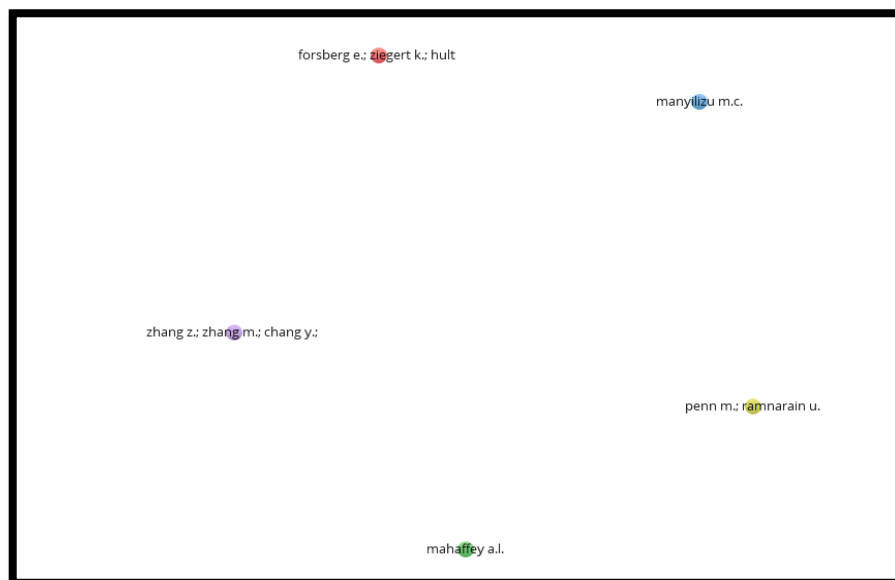 forsberg e.; ziegert k.; hult
manyilizu m.c.
zhang z.; zhang m.; chang y.;
penn m.; ramnarain u.
mahaffey a.l.